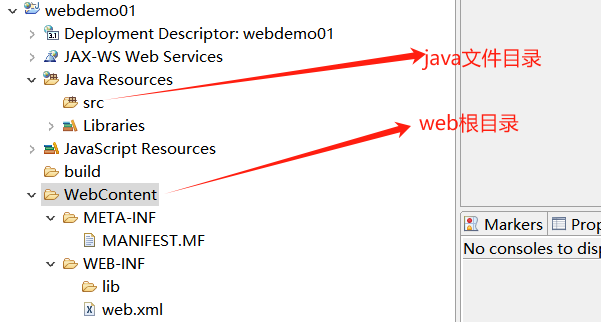 webdemo01
Deployment Descriptor: webdemo01
JAX-WS Web Services
java文件目录
Java Resources
src
web根目录
Libraries
JavaScript Resources
build
WebContent
META-INF
Markers
MANIFEST.MF
No consoles to disp
WEB-INF
lib
web.xml